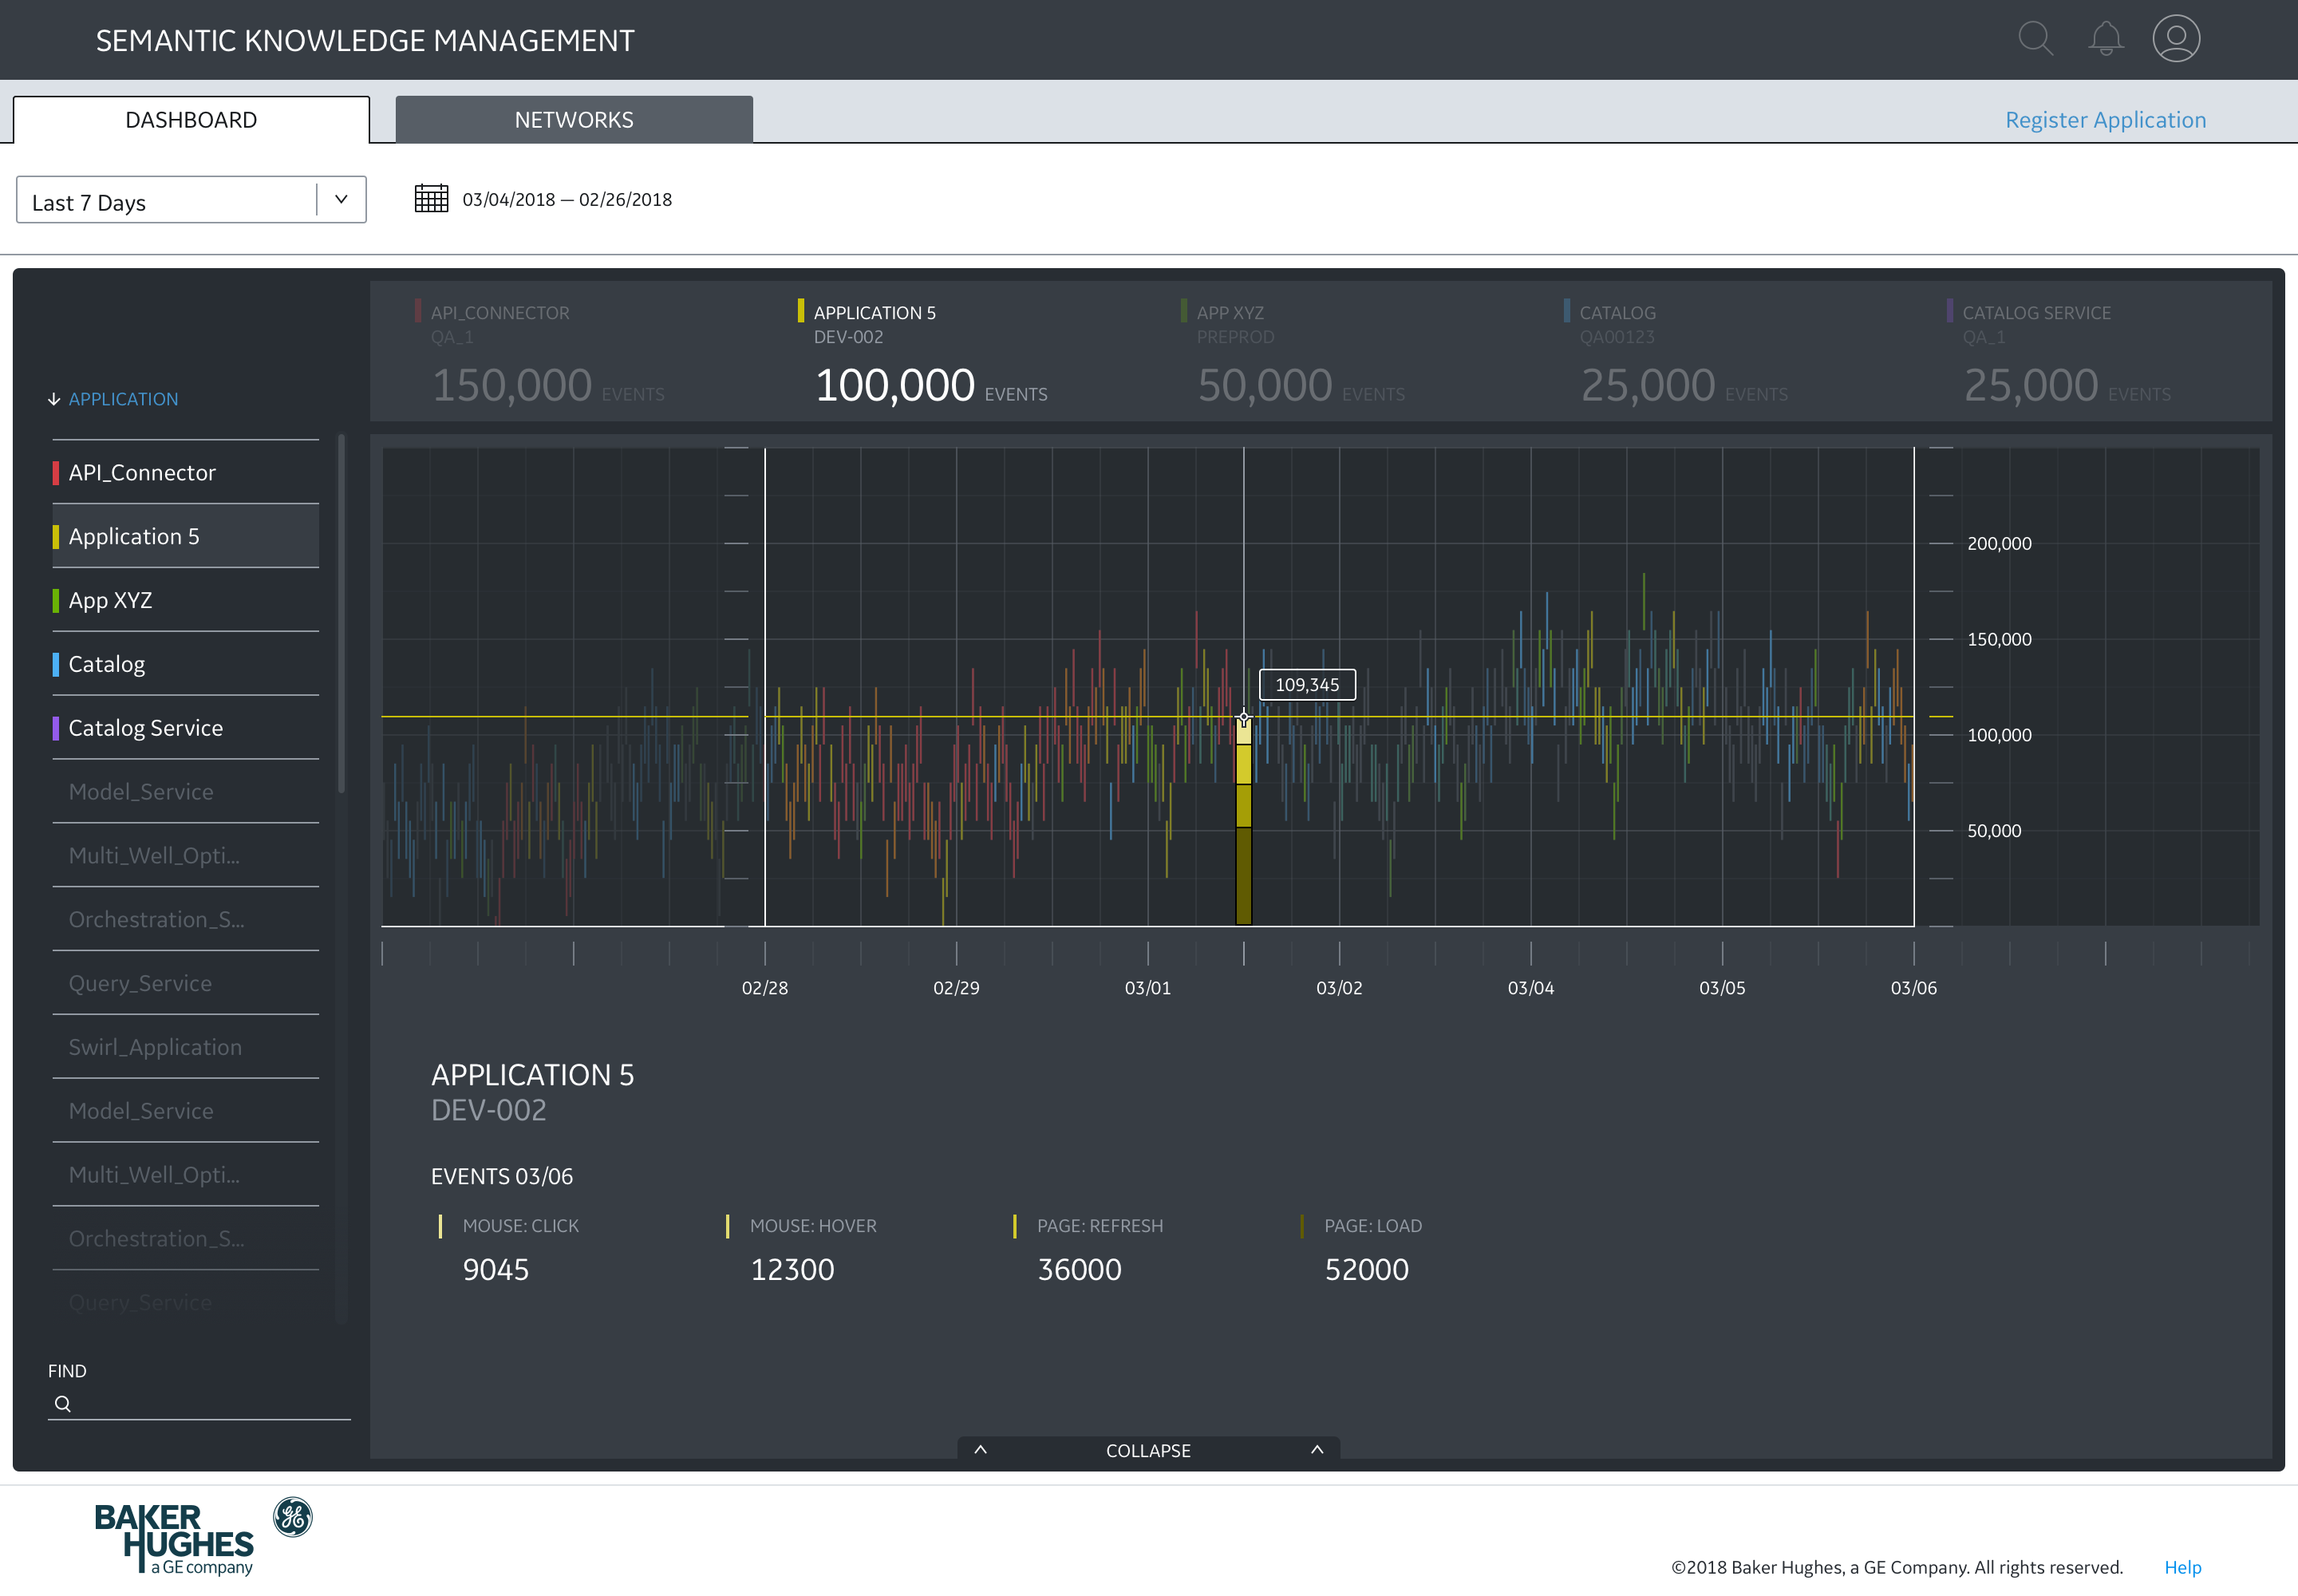 SEMANTIC KNOWLEDGE MANAGEMENT
DASHBOARD
NETWORKS
Register Application
Last 7 Days
03/04/2018 — 02/26/2018
API_CONNECTOR
QA_1
150,000 EVENTS
APPLICATION 5
DEV-002
100,000 EVENTS
APP XYZ
PREPROD
50,000 EVENTS
CATALOG
QA00123
25,000 EVENTS
CATALOG SERVICE
QA_1
25,000 EVENTS
APPLICATION
API_Connector
Application 5
App XYZ
Catalog
Catalog Service
Model_Service
Multi_Well_Opti...
Orchestration_S...
Query_Service
Swirl_Application
Model_Service
Multi_Well_Opti...
Orchestration_S...
Query_Service
FIND
109,345
200,000
150,000
100,000
50,000
02/28 02/29 03/01 03/02 03/04 03/05 03/06
APPLICATION 5
DEV-002
EVENTS 03/06
MOUSE: CLICK
9045
MOUSE: HOVER
12300
PAGE: REFRESH
36000
PAGE: LOAD
52000
COLLAPSE
BAKER
HUGHES
a GE company
GE
©2018 Baker Hughes, a GE Company. All rights reserved.
Help